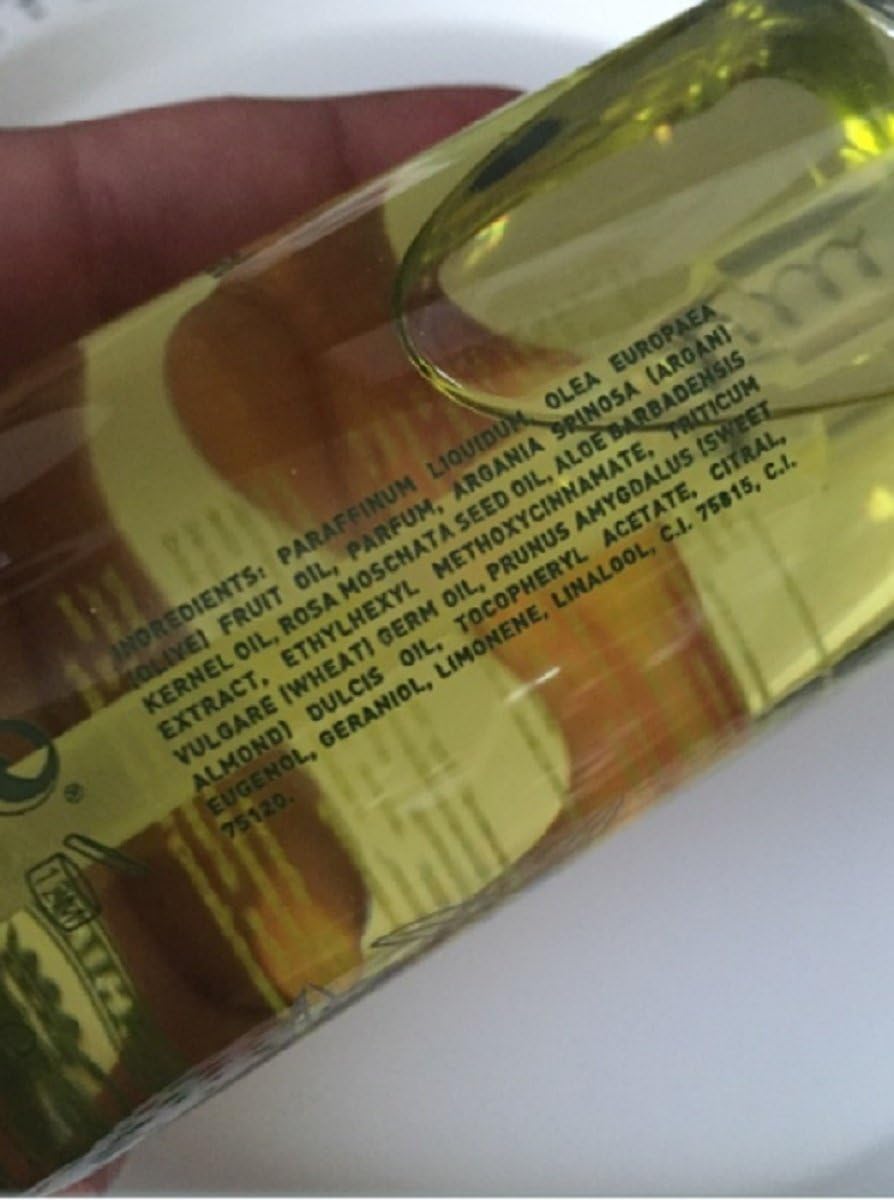 INGREDIENTS: PARAFFINUM LIQUIDUM, OLEA EUROPAEA
(OLIVE) FRUIT OIL, PARFUM, ARGANIA SPINOSA (ARGAN)
KERNEL OIL, ROSA MOSCHATA SEED OIL, ALOE BARBADENSIS
EXTRACT, ETHYLHEXYL METHOXYCINNAMATE, TRITICUM
VULGARE (WHEAT) GERM OIL, PRUNUS AMYGDALUS (SWEET
ALMOND) DULCIS OIL, TOCOPHERYL ACETATE, CITRAL,
EUGENOL, GERANIOL, LIMONENE, LINALOOL, C.I. 75815, C.I.
75120.
®